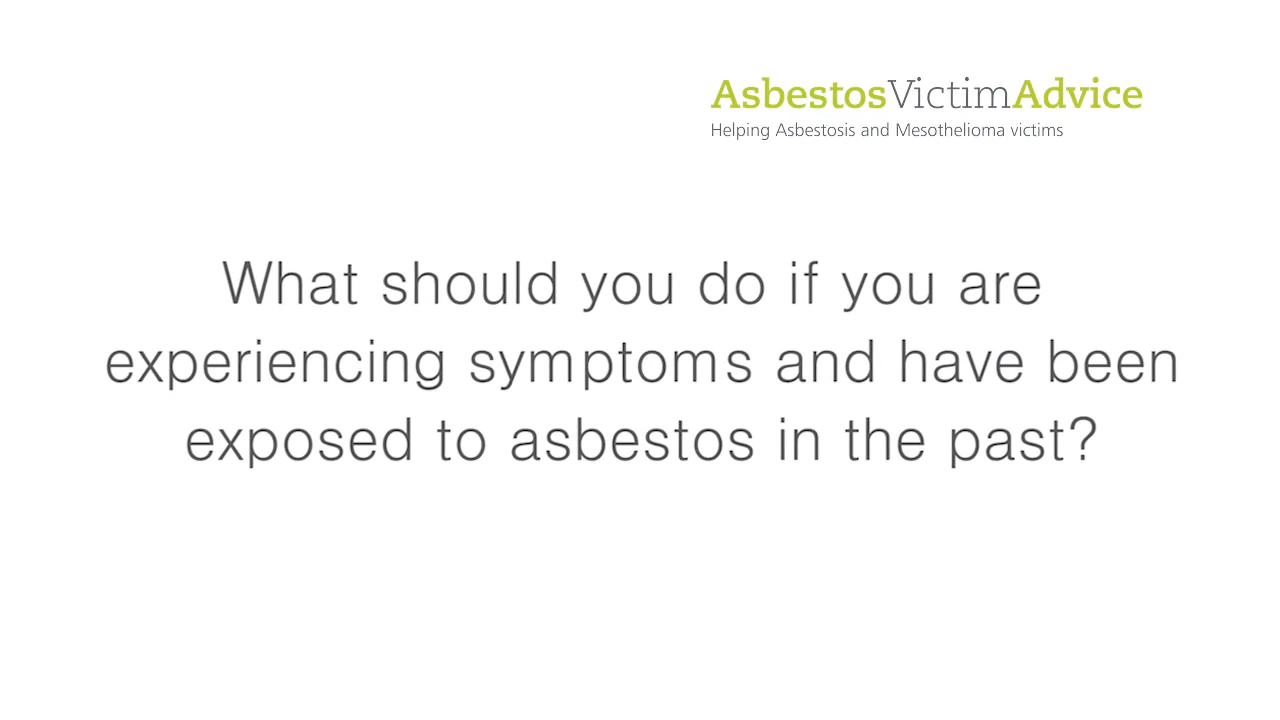 AsbestosVictimAdvice
Helping Asbestosis and Mesothelioma victims
What should you do if you are
experiencing symptoms and have been
exposed to asbestos in the past?